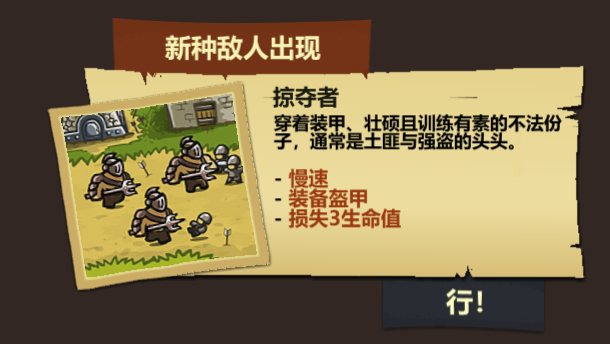 新种敌人出现
掠夺者
穿着装甲、壮硕且训练有素的不法份
子，通常是土匪与强盗的头头。
- 慢速
- 装备盔甲
- 损失3生命值
行!